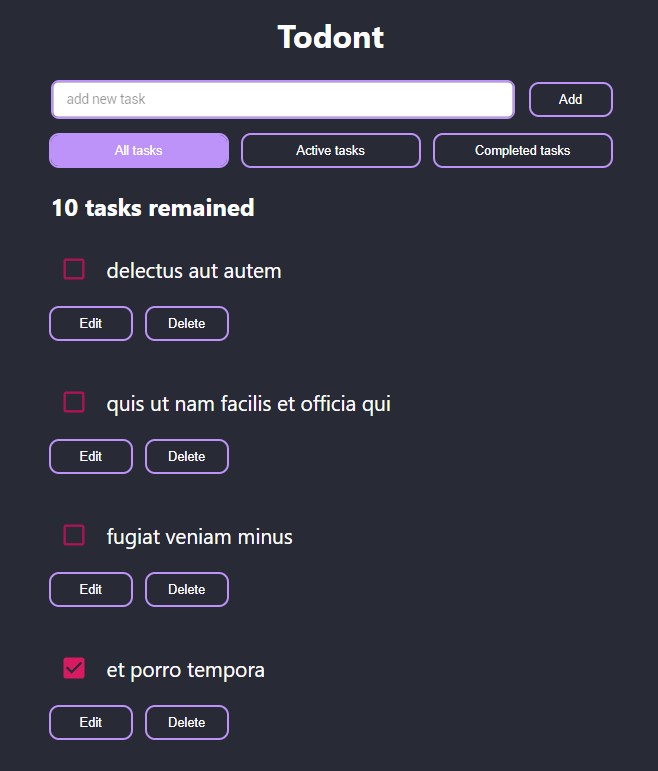 Todont
add new task
Add
All tasks
Active tasks
Completed tasks
10 tasks remained
delectus aut autem
Edit
Delete
quis ut nam facilis et officia qui
Edit
Delete
fugiat veniam minus
Edit
Delete
et porro tempora
Edit
Delete